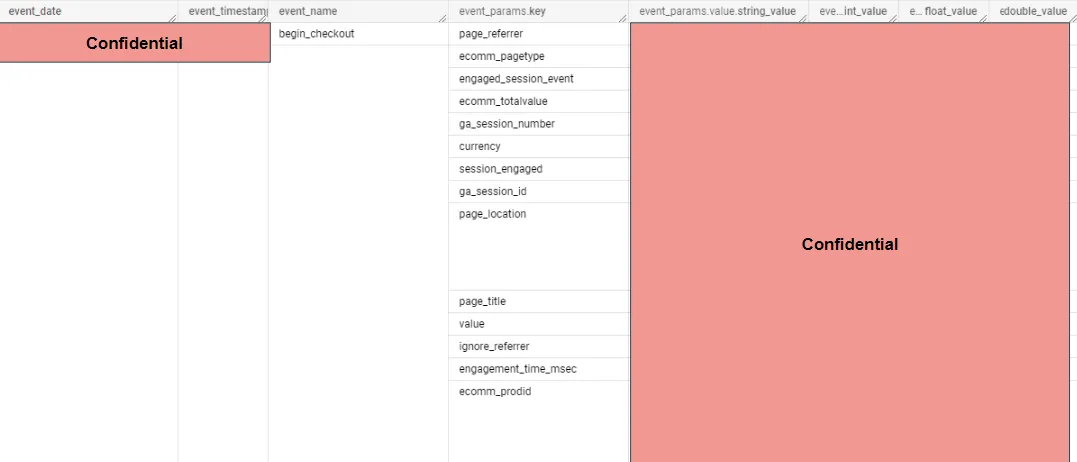 event_date event_timestamp event_name event_params.key event_params.value.string_value eve...int_value e... float_value edouble_value
Confidential begin_checkout page_referrer
ecomm_pagetype
engaged_session_event
ecomm_totalvalue
ga_session_number
currency
session_engaged
ga_session_id
page_location
Confidential
page_title
value
ignore_referrer
engagement_time_msec
ecomm_prodid